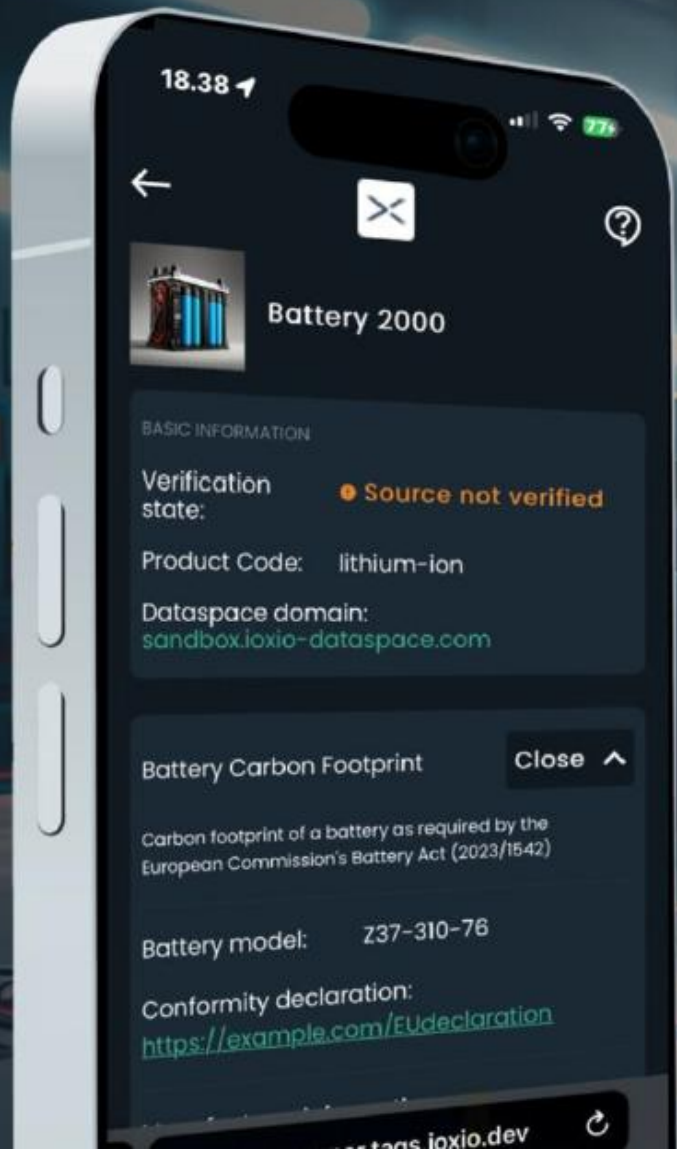 18.38
77
Battery 2000
BASIC INFORMATION
Verification
state:
Source not verified
Product Code: lithium-ion
Dataspace domain:
sandbox.ioxio-dataspace.com
Battery Carbon Footprint
Close
Carbon footprint of a battery as required by the
European Commission's Battery Act (2023/1542)
Battery model: Z37-310-76
Conformity declaration:
https://example.com/EUdeclaration
tags.ioxio.dev